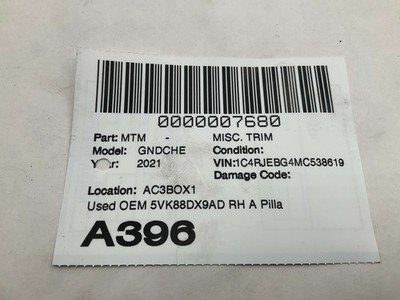 0000007680
Part: MTM - MISC. TRIM
Model: GNDCHE Condition:
Year: 2021 VIN:1C4RJEBG4MC538619
Damage Code:
Location: AC3BOX1
Used OEM 5VK88DX9AD RH A Pilla
A396